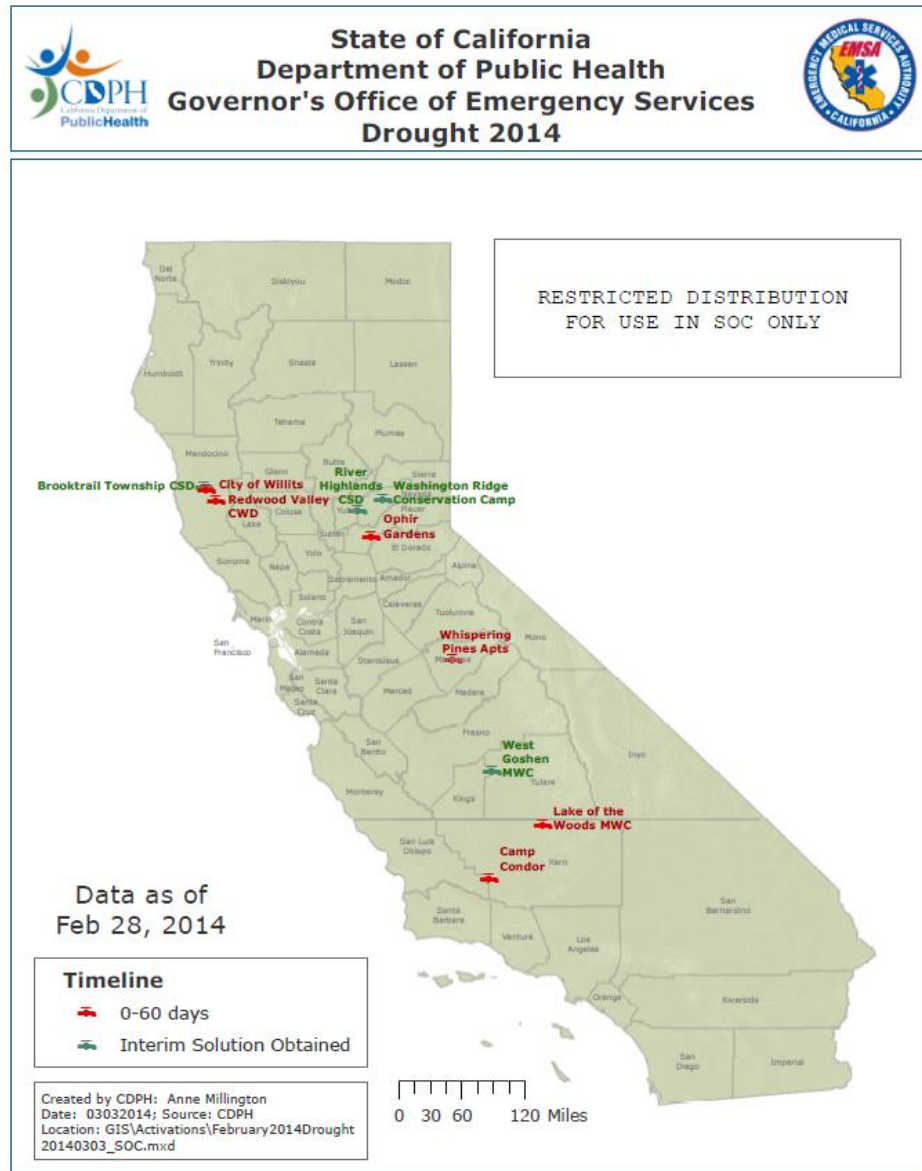 State of California
Department of Public Health
Governor's Office of Emergency Services
Drought 2014
CDPH
California Department of
PublicHealth
EMERGENCY MEDICAL SERVICES AUTHORITY
EMSA
CALIFORNIA
RESTRICTED DISTRIBUTION
FOR USE IN SOC ONLY
Del
Norte
Siskiyou
Modoc
Humboldt
Trinity
Shasta
Lassen
Tehama
Plumas
Mendocino
Glenn
Butte
Sierra
Brooktrail Township CSD
City of Willits
Redwood Valley
CWD
River
Highlands
CSD
Washington Ridge
Conservation Camp
Nevada
Placer
Lake
Colusa
Ophir
Gardens
El Dorado
Sonoma
Napa
Yolo
Sacramento
Amador
Alpine
Solano
Calaveras
Tuolumne
Mono
Marin
Contra
Costa
San
Joaquin
San
Francisco
Alameda
Stanislaus
Whispering
Pines Apts
San
Mateo
Santa
Clara
Santa
Cruz
Merced
Madera
Fresno
San
Benito
West
Goshen
MWC
Inyo
Monterey
Kings
Tulare
Lake of the
Woods MWC
San Luis
Obispo
Camp
Condor
Kern
San
Bernardino
Santa
Barbara
Ventura
Los
Angeles
Orange
Riverside
San
Diego
Imperial
Data as of
Feb 28, 2014
Timeline
0-60 days
Interim Solution Obtained
Created by CDPH: Anne Millington
Date: 03032014; Source: CDPH
Location: GIS\Activations\February2014Drought
20140303_SOC.mxd
0 30 60 120 Miles